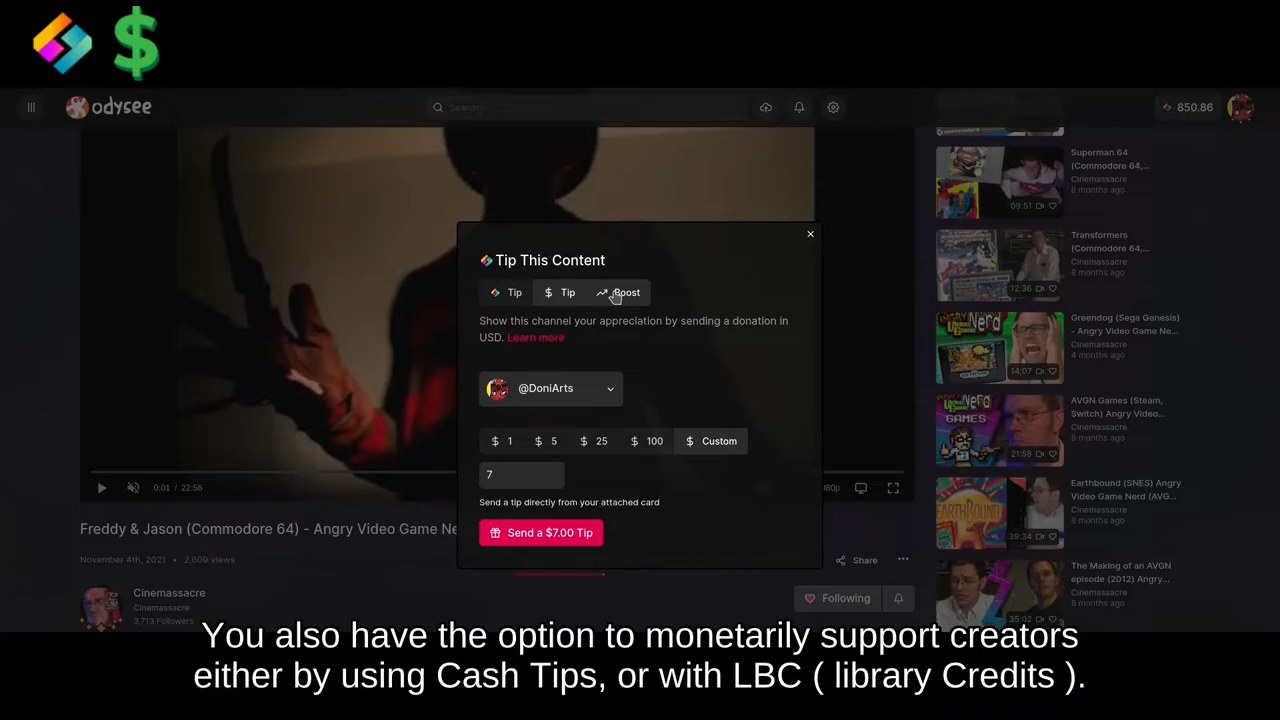 odysee
Search...
850.86
Superman 64
(Commodore 64,...
Cinemassacre
8 months ago
09:51
Transformers
(Commodore 64,...
Cinemassacre
8 months ago
12:36
Greendog (Sega Genesis)
- Angry Video Game Ne...
Cinemassacre
4 months ago
14:07
AVGN Games (Steam,
Switch) Angry Video...
Cinemassacre
8 months ago
21:58
Earthbound (SNES) Angry
Video Game Nerd (AVG...
Cinemassacre
8 months ago
39:34
The Making of an AVGN
episode (2012) Angry...
Cinemassacre
8 months ago
35:02
Tip This Content
Tip $ Tip Boost
Show this channel your appreciation by sending a donation in
USD. Learn more
@DoniArts
$ 1 $ 5 $ 25 $ 100 $ Custom
7
Send a tip directly from your attached card
Send a $7.00 Tip
0:01 / 22:56
Freddy & Jason (Commodore 64) - Angry Video Game Ne
November 4th, 2021 • 2,609 views
Share
Cinemassacre
Cinemassacre
3,713 Followers
Following
You also have the option to monetarily support creators
either by using Cash Tips, or with LBC ( library Credits ).